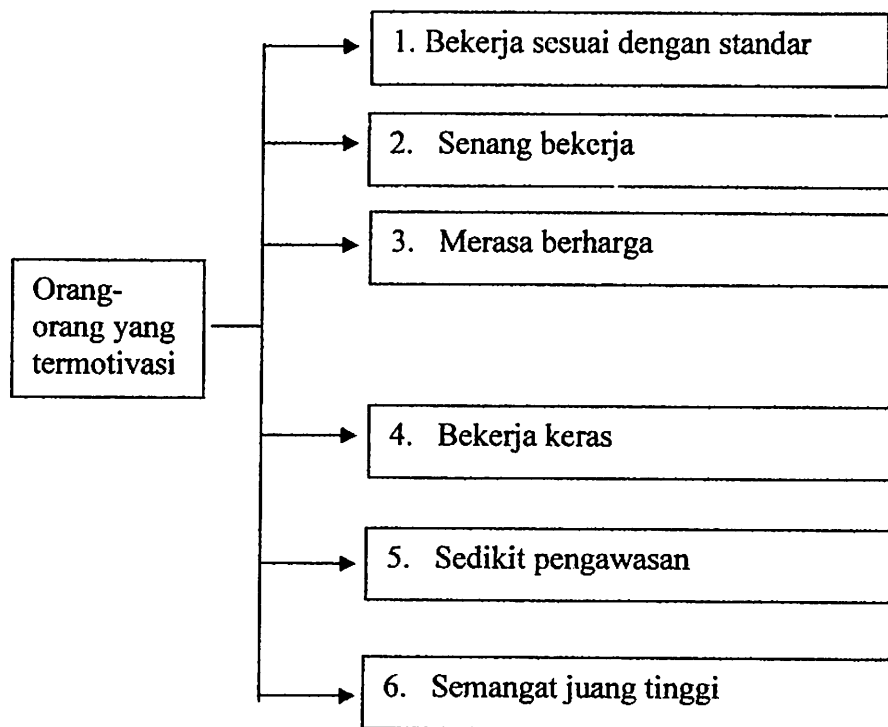 1. Bekerja sesuai dengan standar
2. Senang bekerja
3. Merasa berharga
Orang-
orang yang
termotivasi
4. Bekerja keras
5. Sedikit pengawasan
6. Semangat juang tinggi